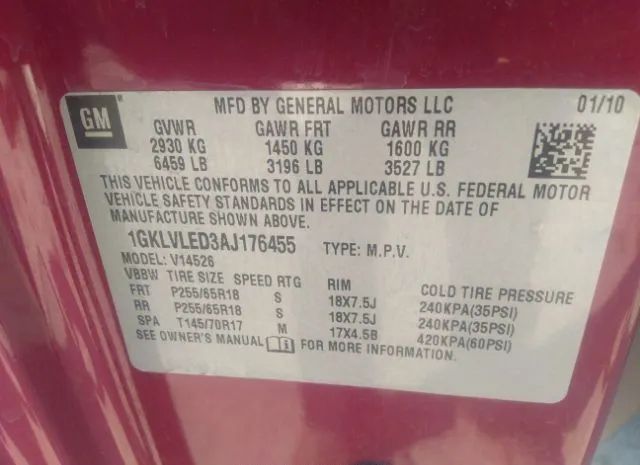 GM
MFD BY GENERAL MOTORS LLC 01/10
GVWR GAWR FRT GAWR RR
2930 KG 1450 KG 1600 KG
6459 LB 3196 LB 3527 LB
THIS VEHICLE CONFORMS TO ALL APPLICABLE U.S. FEDERAL MOTOR
VEHICLE SAFETY STANDARDS IN EFFECT ON THE DATE OF
MANUFACTURE SHOWN ABOVE.
1GKLVLED3AJ176455 TYPE: M.P.V.
MODEL: V14526
VBBW TIRE SIZE SPEED RTG RIM COLD TIRE PRESSURE
FRT P255/65R18 S 18X7.5J 240KPA(35PSI)
RR P255/65R18 S 18X7.5J 240KPA(35PSI)
SPA T145/70R17 M 17X4.5B 420KPA(60PSI)
SEE OWNER'S MANUAL FOR MORE INFORMATION.